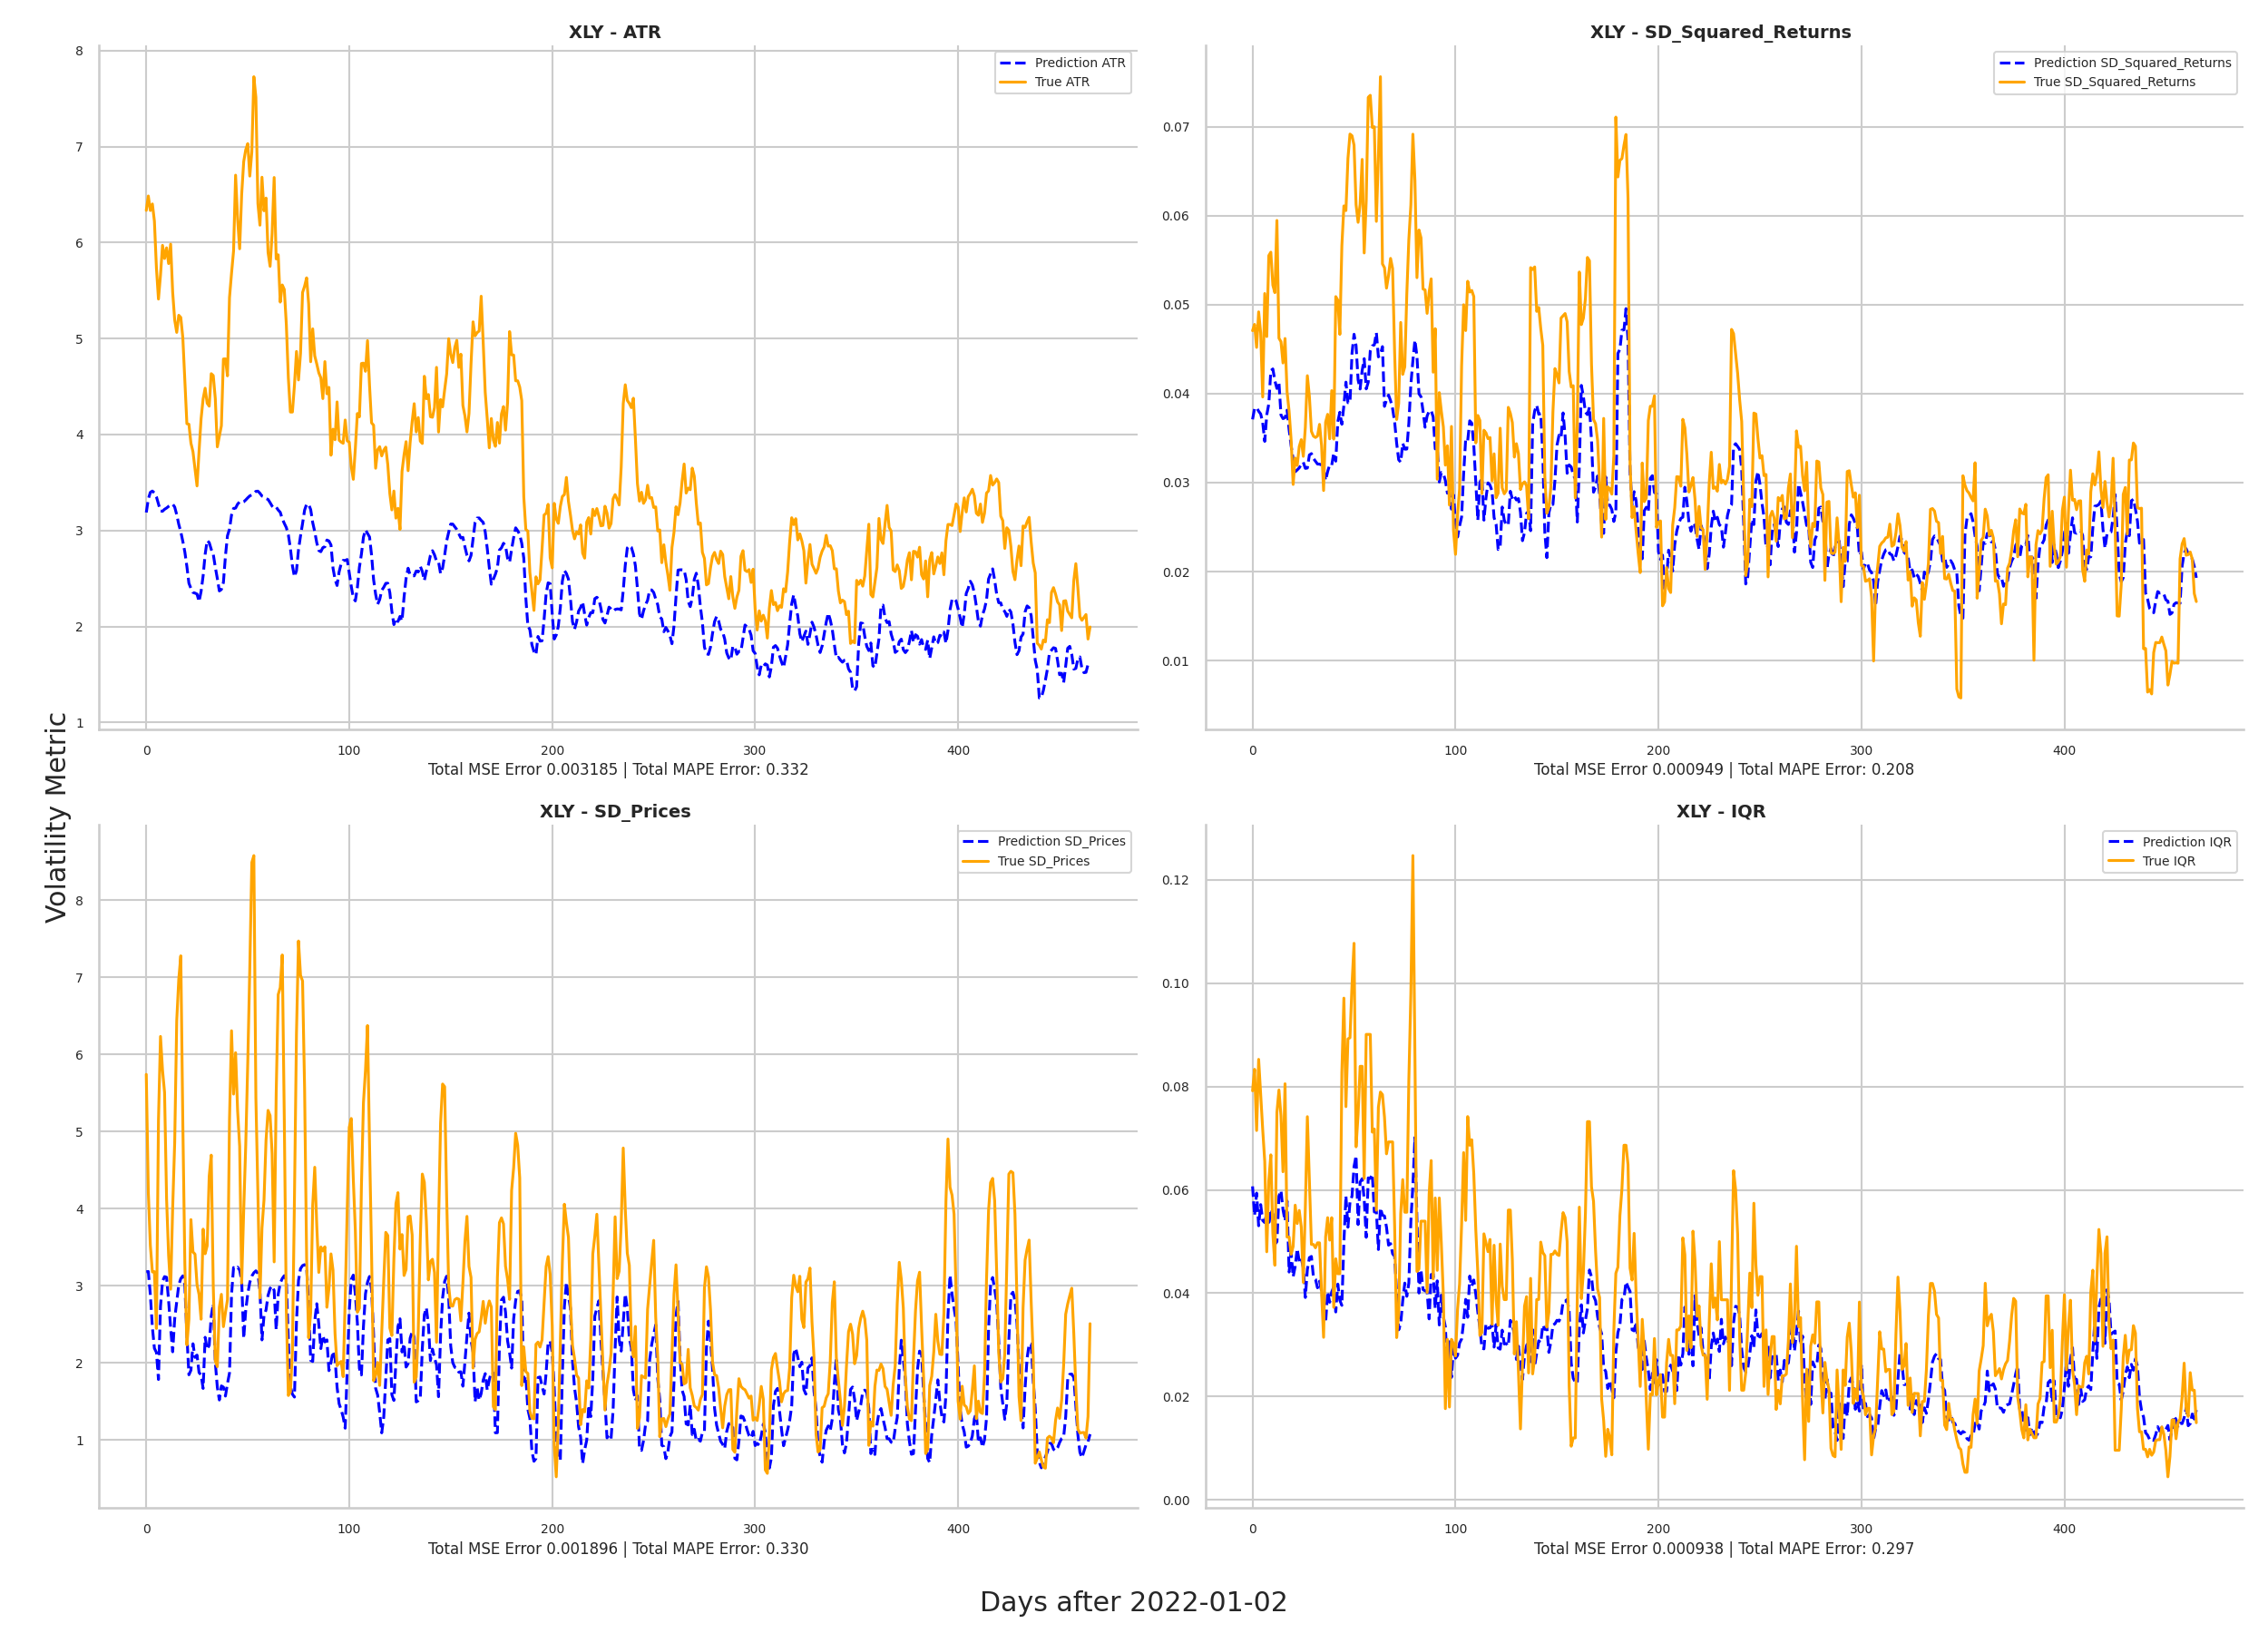 XLY - ATR
8
7
6
5
4
3
2
1
0 100 200 300 400
Prediction ATR
True ATR
Total MSE Error 0.003185 | Total MAPE Error: 0.332
XLY - SD_Squared_Returns
0.07
0.06
0.05
0.04
0.03
0.02
0.01
0 100 200 300 400
Prediction SD_Squared_Returns
True SD_Squared_Returns
Total MSE Error 0.000949 | Total MAPE Error: 0.208
Volatility Metric
XLY - SD_Prices
8
7
6
5
4
3
2
1
0 100 200 300 400
Prediction SD_Prices
True SD_Prices
Total MSE Error 0.001896 | Total MAPE Error: 0.330
XLY - IQR
0.12
0.10
0.08
0.06
0.04
0.02
0.00
0 100 200 300 400
Prediction IQR
True IQR
Total MSE Error 0.000938 | Total MAPE Error: 0.297
Days after 2022-01-02